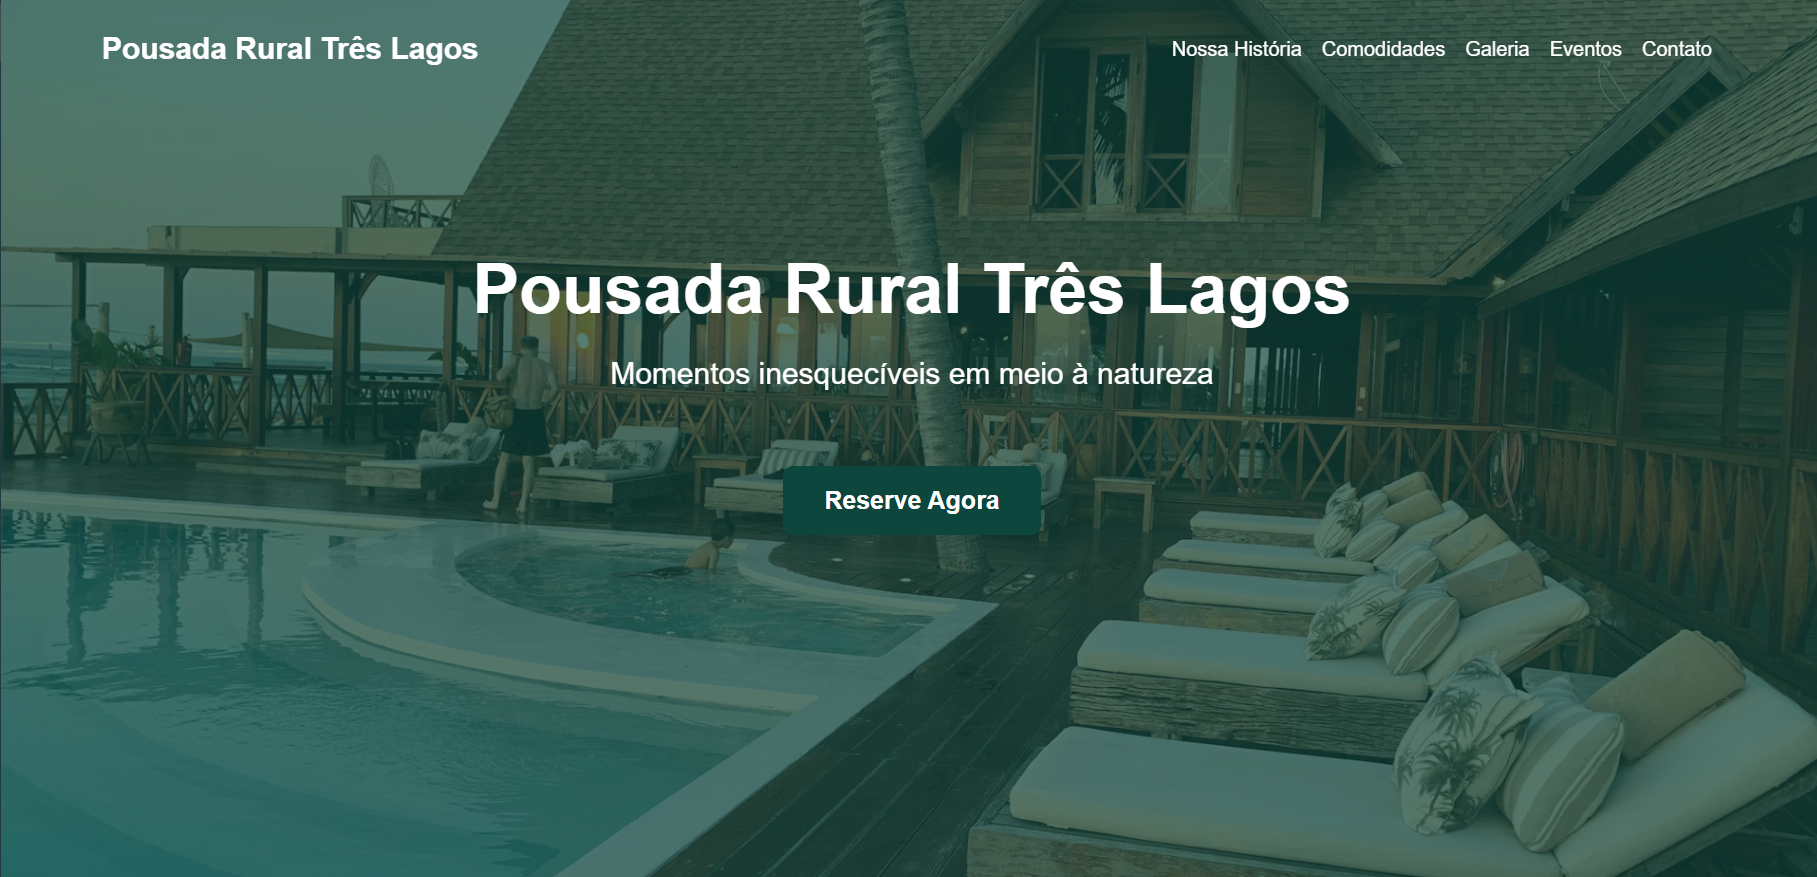 Pousada Rural Três Lagos
Nossa História Comodidades Galeria Eventos Contato
Pousada Rural Três Lagos
Momentos inesquecíveis em meio à natureza
Reserve Agora